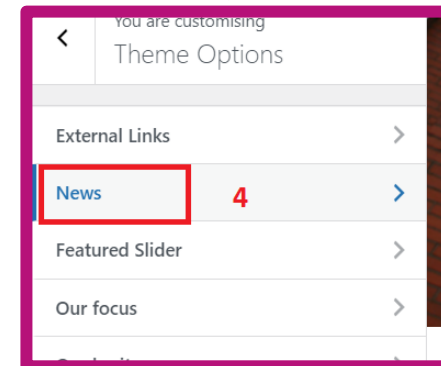 You are customising
Theme Options
External Links
News 4
Featured Slider
Our focus